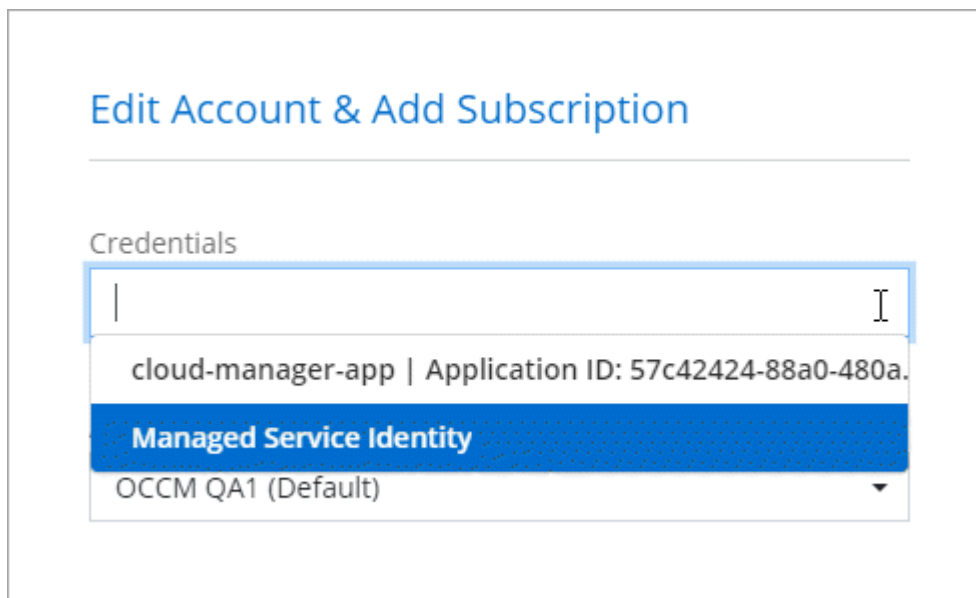 Edit Account & Add Subscription
Credentials
cloud-manager-app | Application ID: 57c42424-88a0-480a.
Managed Service Identity
OCCM QA1 (Default)